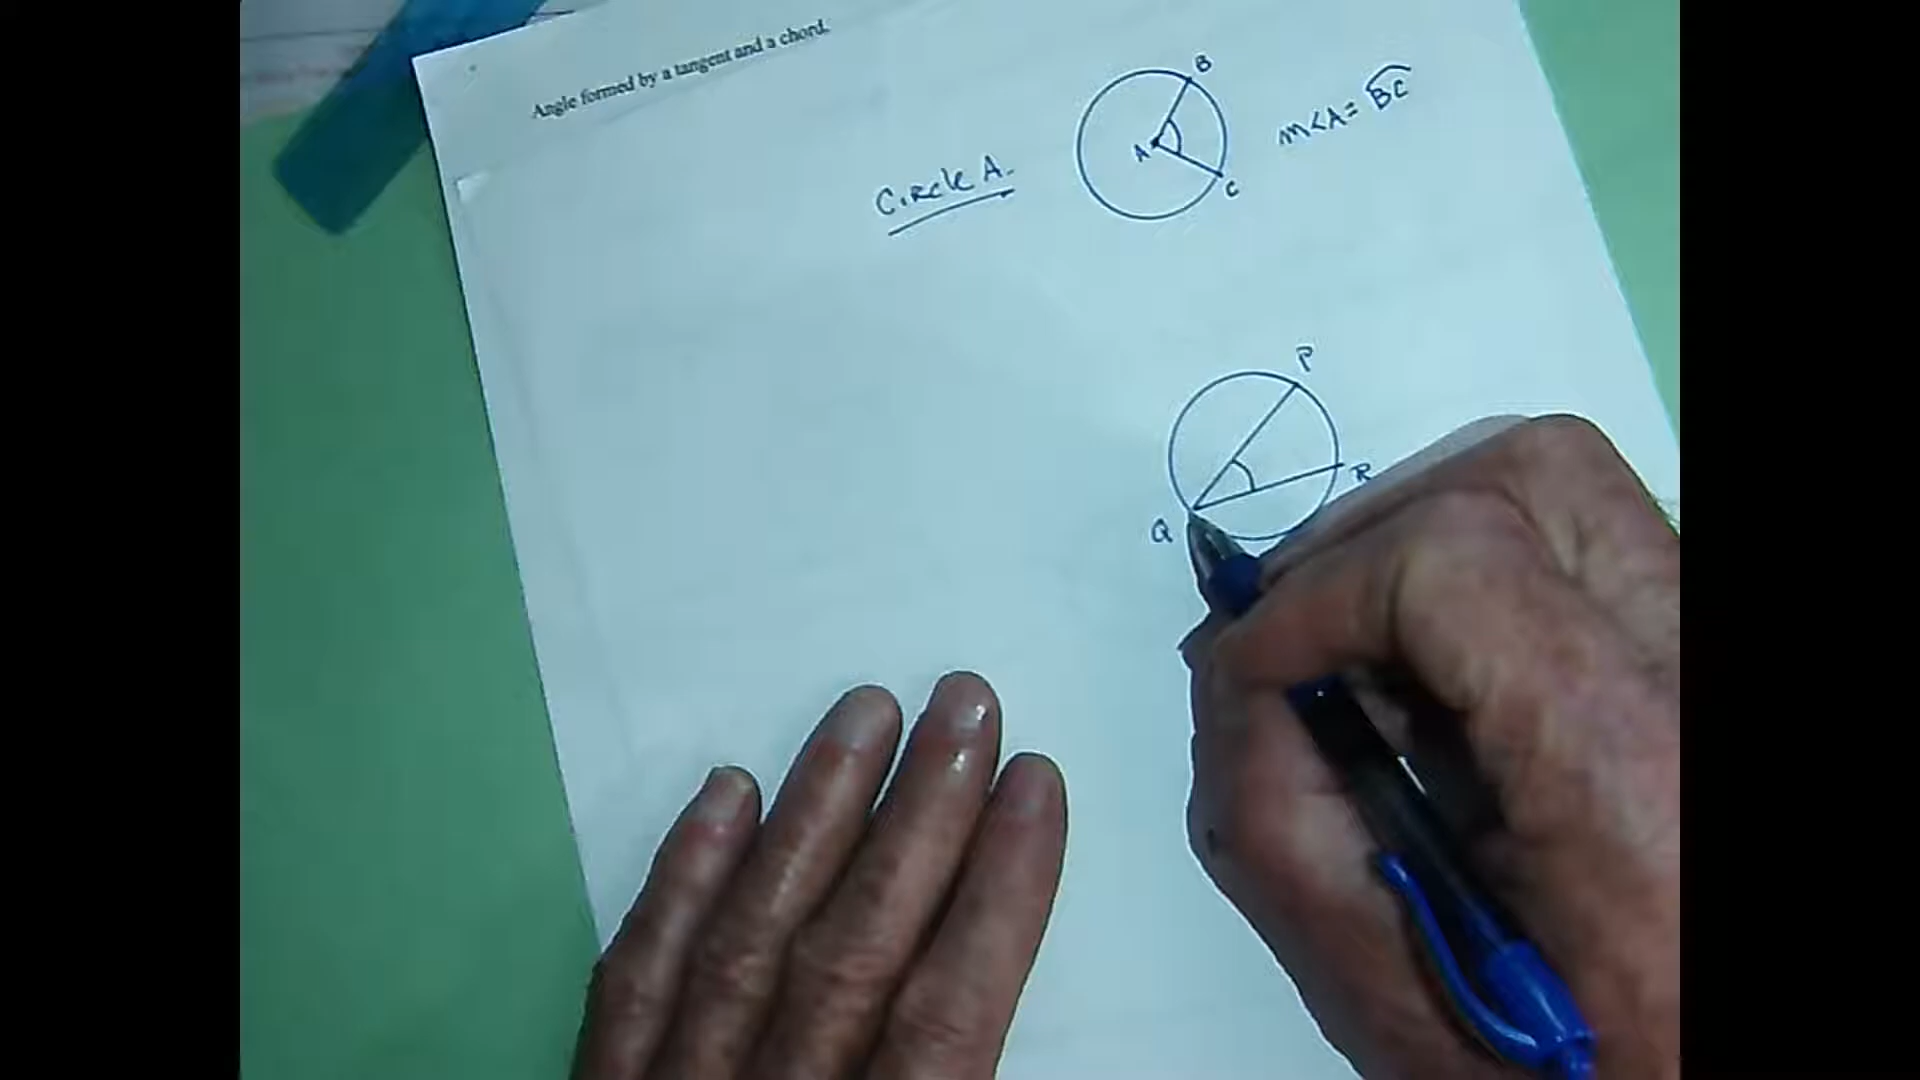 Angle formed by a tangent and a chord.
B
A
C
m<A = BC
Circle A.
P
R
Q